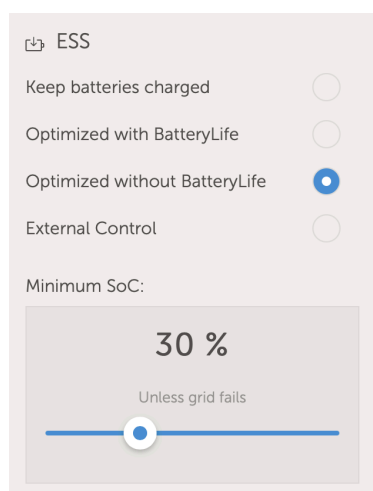 ESS
Keep batteries charged
Optimized with BatteryLife
Optimized without BatteryLife
External Control
Minimum SoC:
30 %
Unless grid fails